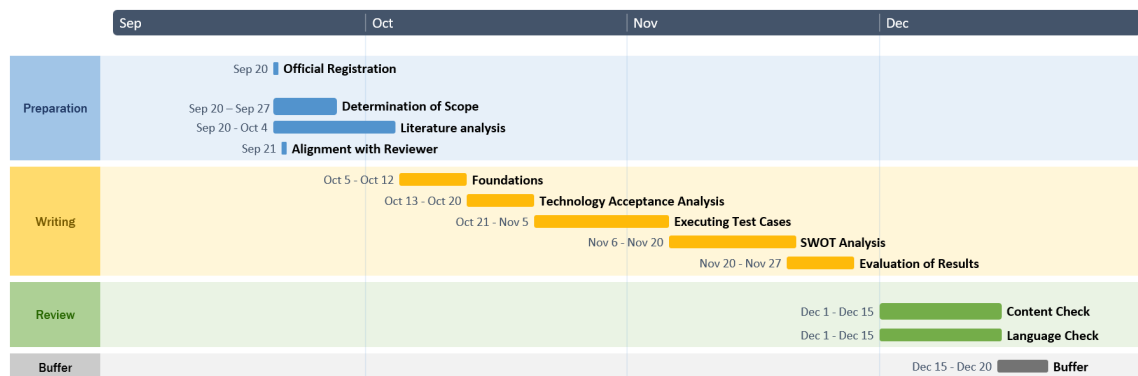 Sep Oct Nov Dec
Preparation
Sep 20 Official Registration
Sep 20 – Sep 27 Determination of Scope
Sep 20 - Oct 4 Literature analysis
Sep 21 Alignment with Reviewer
Writing
Oct 5 - Oct 12 Foundations
Oct 13 - Oct 20 Technology Acceptance Analysis
Oct 21 - Nov 5 Executing Test Cases
Nov 6 - Nov 20 SWOT Analysis
Nov 20 - Nov 27 Evaluation of Results
Review
Dec 1 - Dec 15 Content Check
Dec 1 - Dec 15 Language Check
Buffer
Dec 15 - Dec 20 Buffer